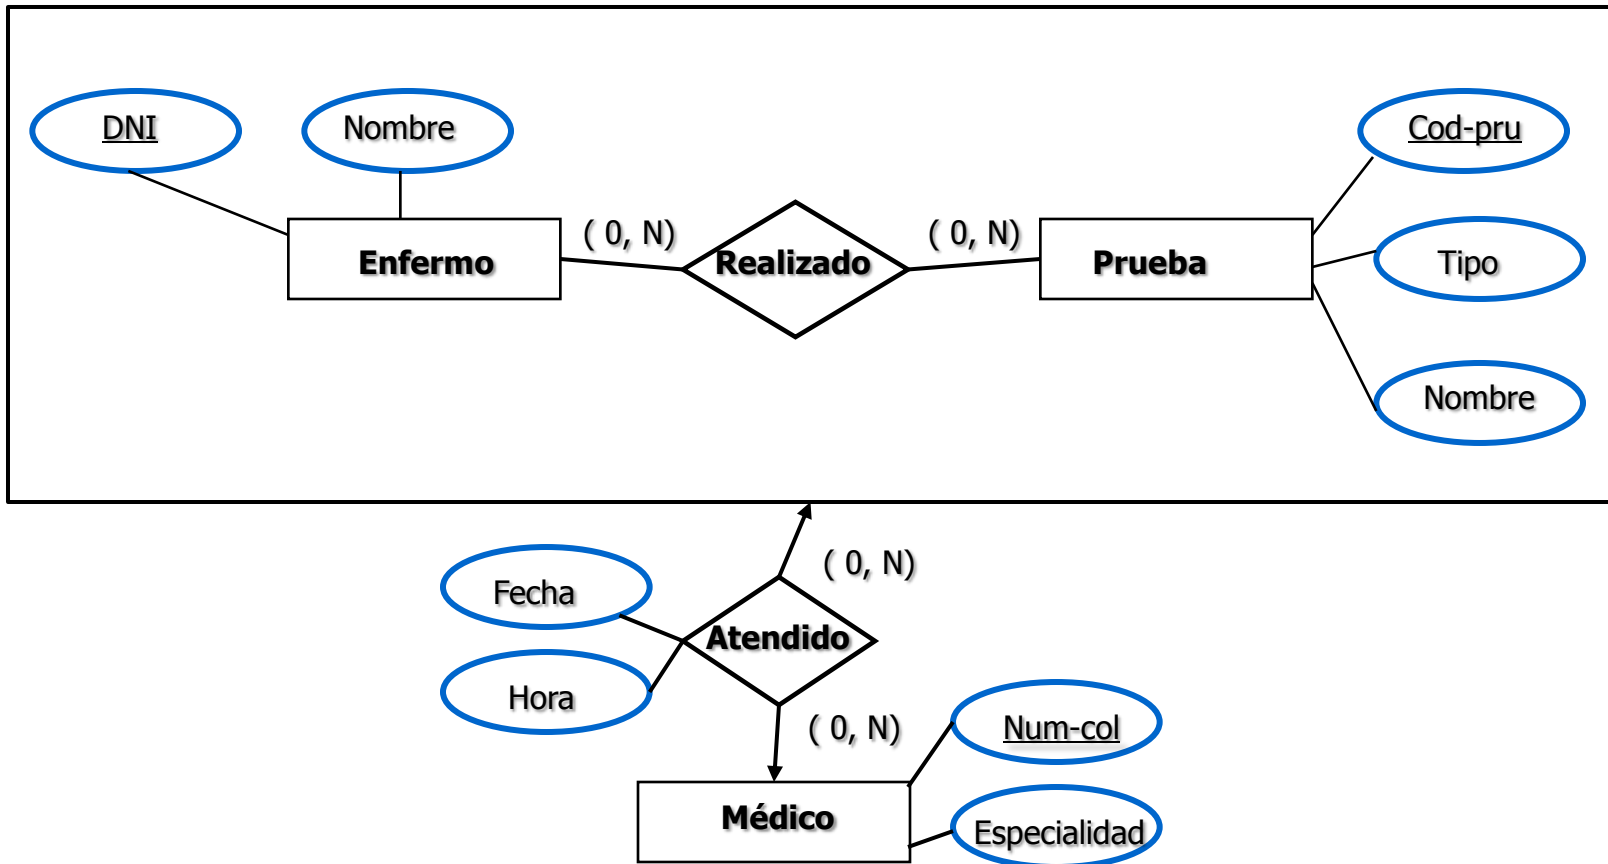 DNI
Nombre
Cod-pru
( 0, N)
( 0, N)
Enfermo
Realizado
Prueba
Tipo
Nombre
( 0, N)
Fecha
Atendido
Hora
( 0, N)
Num-col
Médico
Especialidad